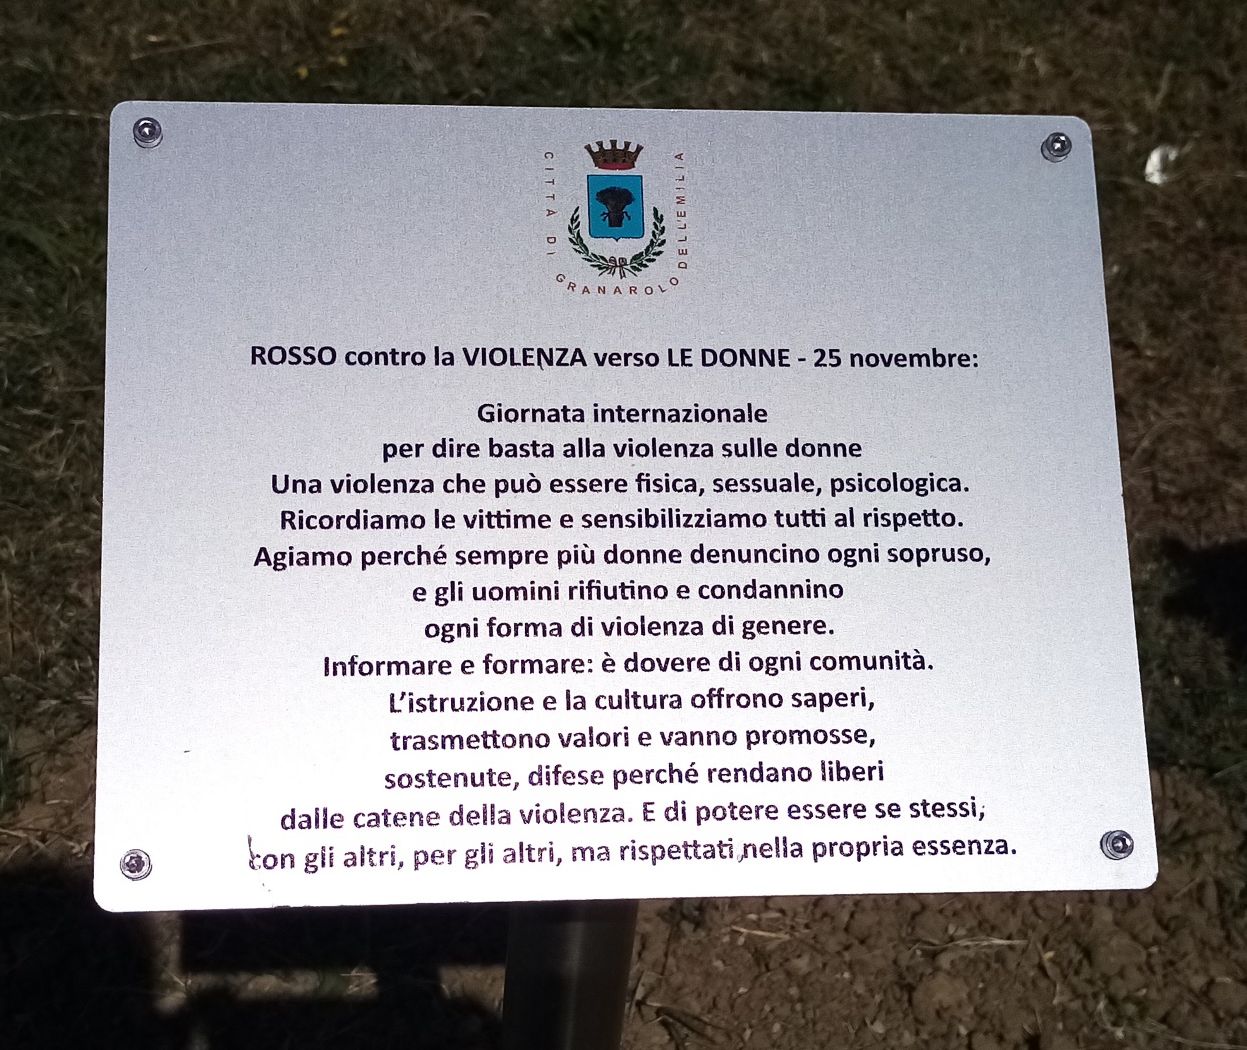 CITTÀ DI GRANAROLO DELL'EMILIA
ROSSO contro la VIOLENZA verso LE DONNE - 25 novembre:
Giornata internazionale
per dire basta alla violenza sulle donne
Una violenza che può essere fisica, sessuale, psicologica.
Ricordiamo le vittime e sensibilizziamo tutti al rispetto.
Agiamo perché sempre più donne denuncino ogni sopruso,
e gli uomini rifiutino e condannino
ogni forma di violenza di genere.
Informare e formare: è dovere di ogni comunità.
L'istruzione e la cultura offrono saperi,
trasmettono valori e vanno promosse,
sostenute, difese perché rendano liberi
dalle catene della violenza. E di potere essere se stessi,
con gli altri, per gli altri, ma rispettati nella propria essenza.